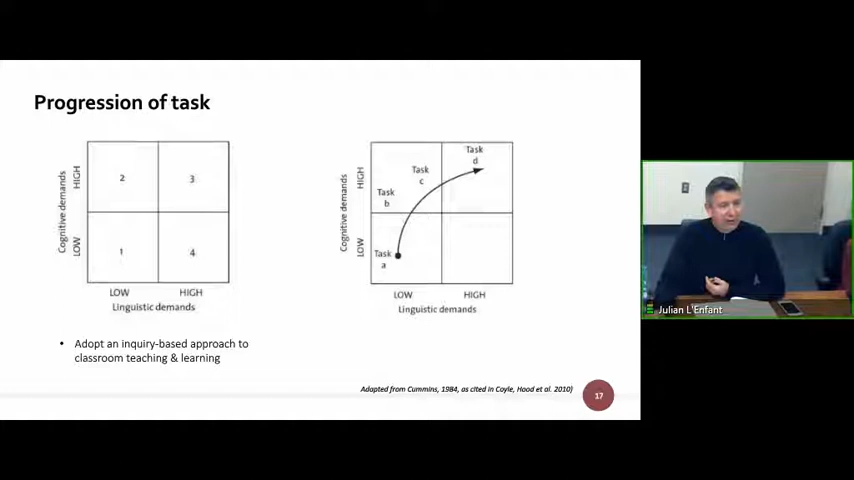 Progression of task
Cognitive demands
HIGH
LOW
2
3
1
4
LOW
HIGH
Linguistic demands
Cognitive demands
HIGH
LOW
Task
d
Task
c
Task
b
Task
a
LOW
HIGH
Linguistic demands
• Adopt an inquiry-based approach to
classroom teaching & learning
Adapted from Cummins, 1984, as cited in Coyle, Hood et al. 2010)
17
Julian L'Enfant